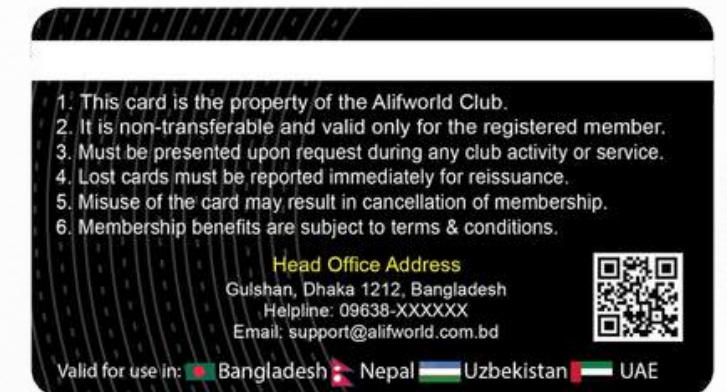 1. This card is the property of the Alifworld Club.
2. It is non-transferable and valid only for the registered member.
3. Must be presented upon request during any club activity or service.
4. Lost cards must be reported immediately for reissuance.
5. Misuse of the card may result in cancellation of membership.
6. Membership benefits are subject to terms & conditions.
Head Office Address
Gulshan, Dhaka 1212, Bangladesh
Helpline: 09638-XXXXXX
Email: support@alifworld.com.bd
Valid for use in: Bangladesh Nepal Uzbekistan UAE